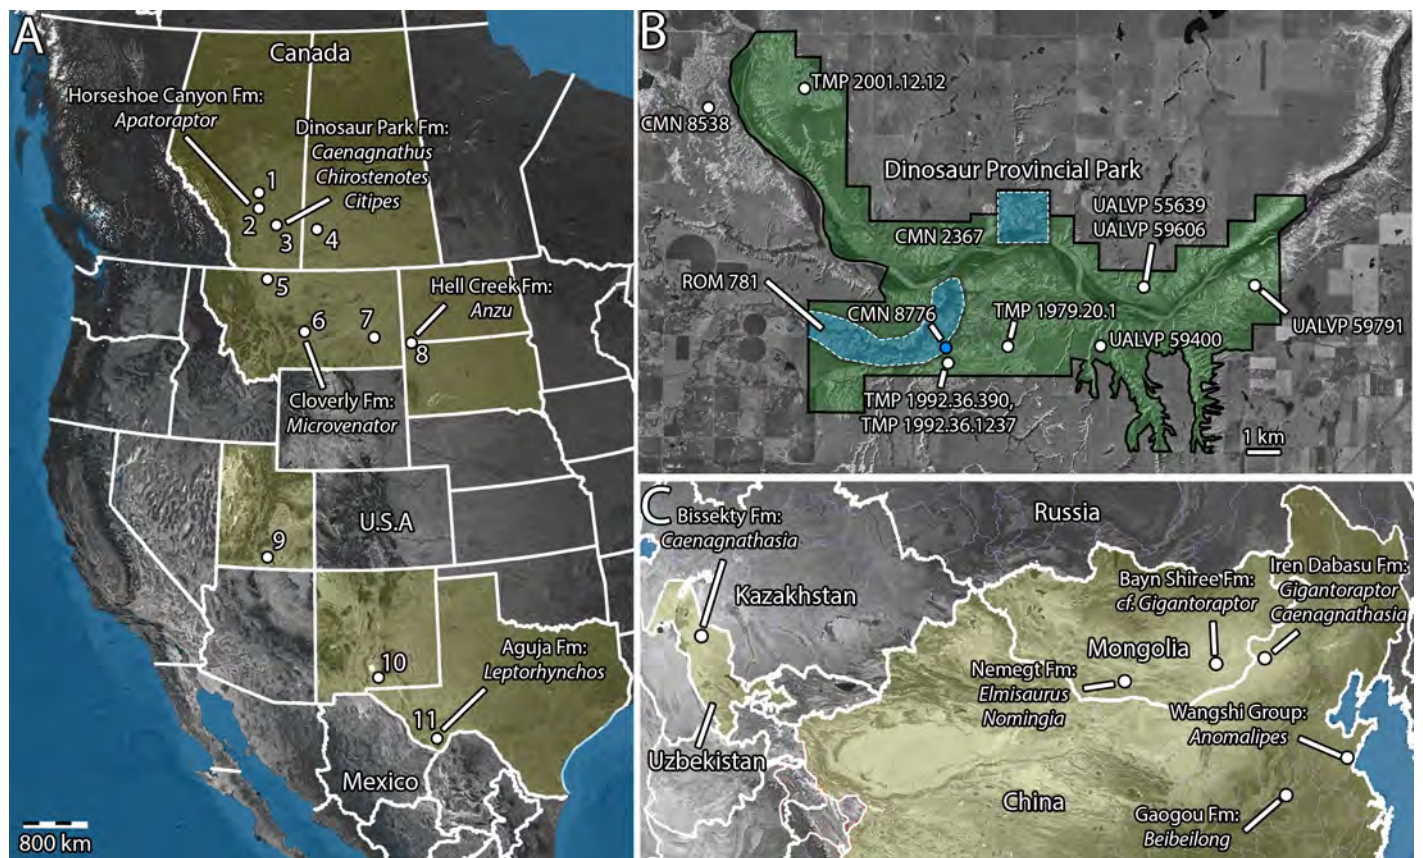 A
Canada
Horseshoe Canyon Fm:
Apatoraptor
Dinosaur Park Fm:
Caenagnathus
Chirostenotes
Citipes
1
2
3
4
5
6
7
8
Hell Creek Fm:
Anzu
Cloverly Fm:
Microvenator
U.S.A
9
10
11
Aguja Fm:
Leptorhynchos
Mexico
800 km
B
TMP 2001.12.12
CMN 8538
Dinosaur Provincial Park
UALVP 55639
UALVP 59606
CMN 2367
ROM 781
CMN 8776
TMP 1979.20.1
UALVP 59791
UALVP 59400
TMP 1992.36.390,
TMP 1992.36.1237
1 km
C
Bissekty Fm:
Caenagnathasia
Russia
Kazakhstan
Bayn Shiree Fm:
cf. Gigantoraptor
Iren Dabasu Fm:
Gigantoraptor
Caenagnathasia
Mongolia
Nemegt Fm:
Elmisaurus
Nomingia
Wangshi Group:
Anomalipes
Uzbekistan
China
Gaogou Fm:
Beibeilong